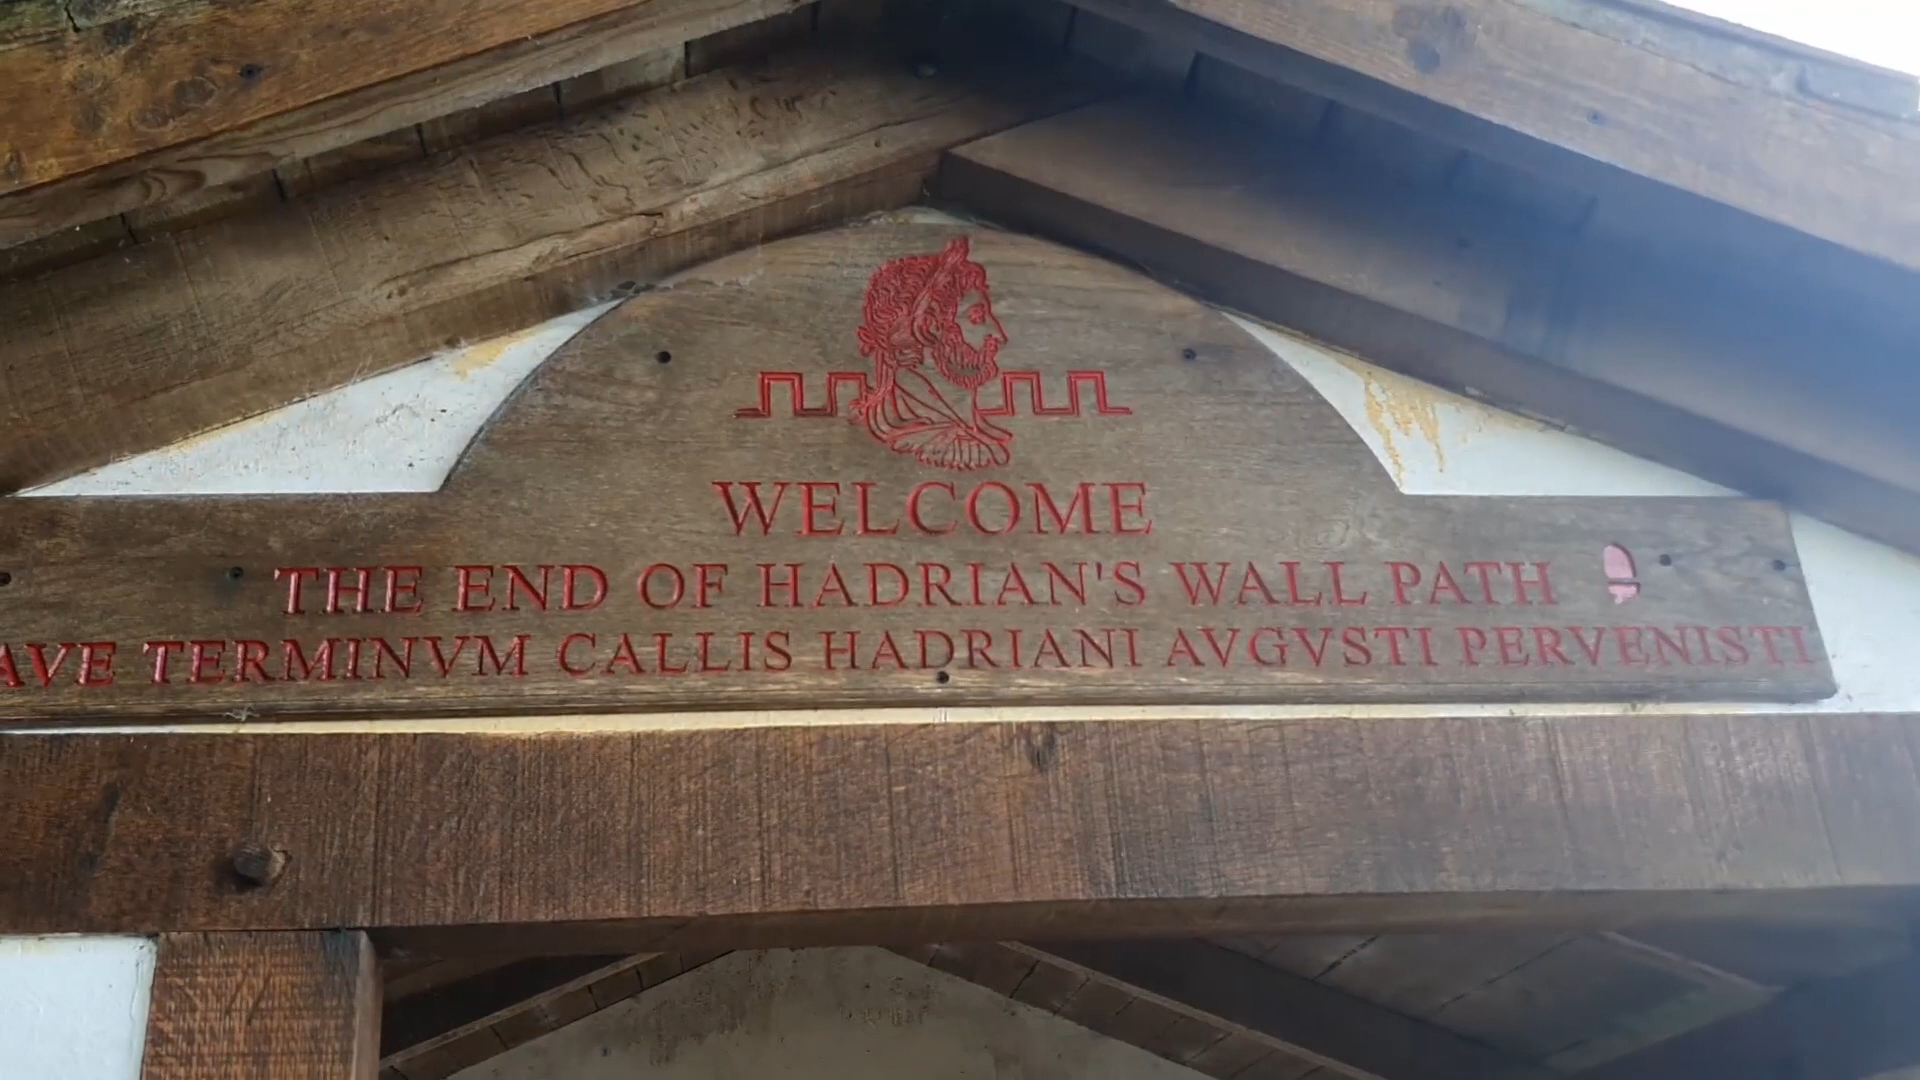 WELCOME
THE END OF HADRIAN'S WALL PATH
AVE TERMINVM CALLIS HADRIANI AVGVSTI PERVENISTI